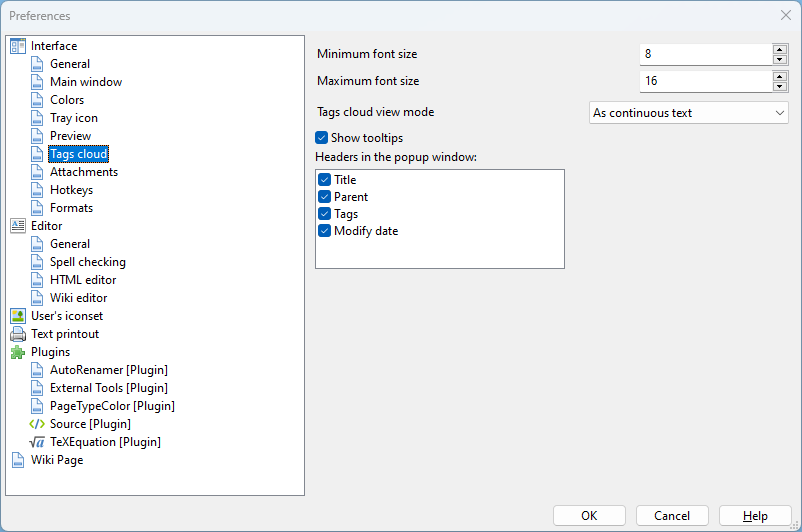 Preferences
Interface
General
Main window
Colors
Tray icon
Preview
Tags cloud
Attachments
Hotkeys
Formats
Editor
General
Spell checking
HTML editor
Wiki editor
User's iconset
Text printout
Plugins
AutoRenamer [Plugin]
External Tools [Plugin]
PageTypeColor [Plugin]
Source [Plugin]
TeXEquation [Plugin]
Wiki Page
Minimum font size 8
Maximum font size 16
Tags cloud view mode As continuous text
Show tooltips
Headers in the popup window:
Title
Parent
Tags
Modify date
OK Cancel Help